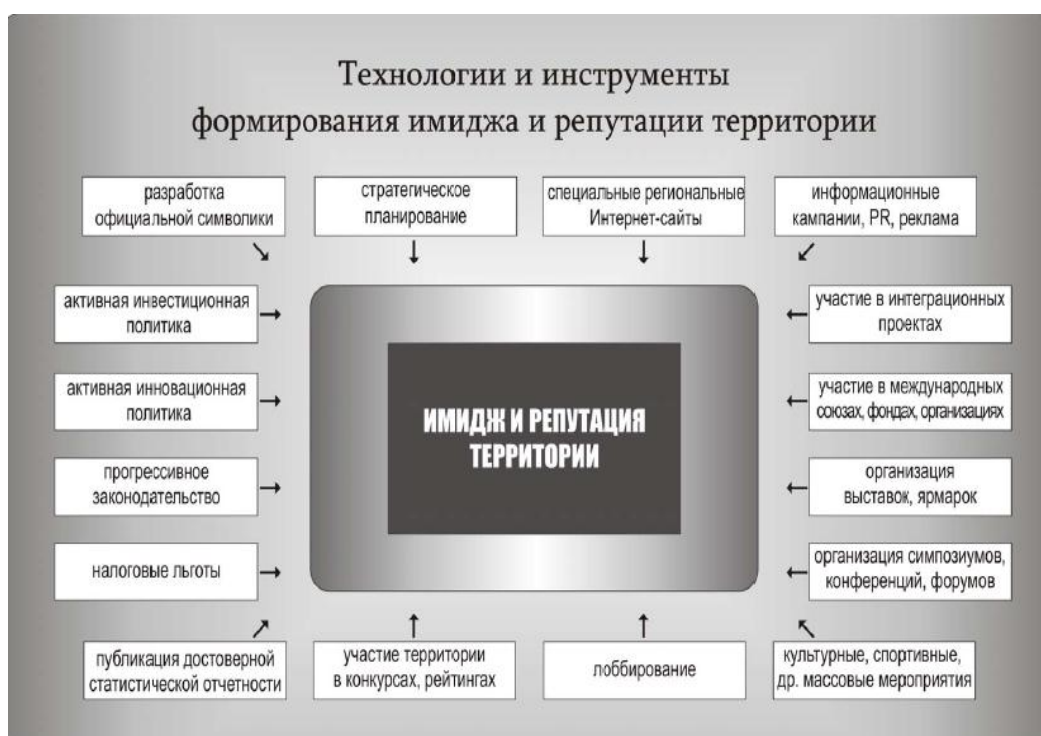 Технологии и инструменты
формирования имиджа и репутации территории
разработка
официальной символики
стратегическое
планирование
специальные региональные
Интернет-сайты
информационные
кампании, PR, реклама
активная инвестиционная
политика
участие в интеграционных
проектах
активная инновационная
политика
участие в международных
союзах, фондах, организациях
ИМИДЖ И РЕПУТАЦИЯ
ТЕРРИТОРИИ
прогрессивное
законодательство
организация
выставок, ярмарок
налоговые льготы
организация симпозиумов,
конференций, форумов
публикация достоверной
статистической отчетности
участие территории
в конкурсах, рейтингах
лоббирование
культурные, спортивные,
др. массовые мероприятия